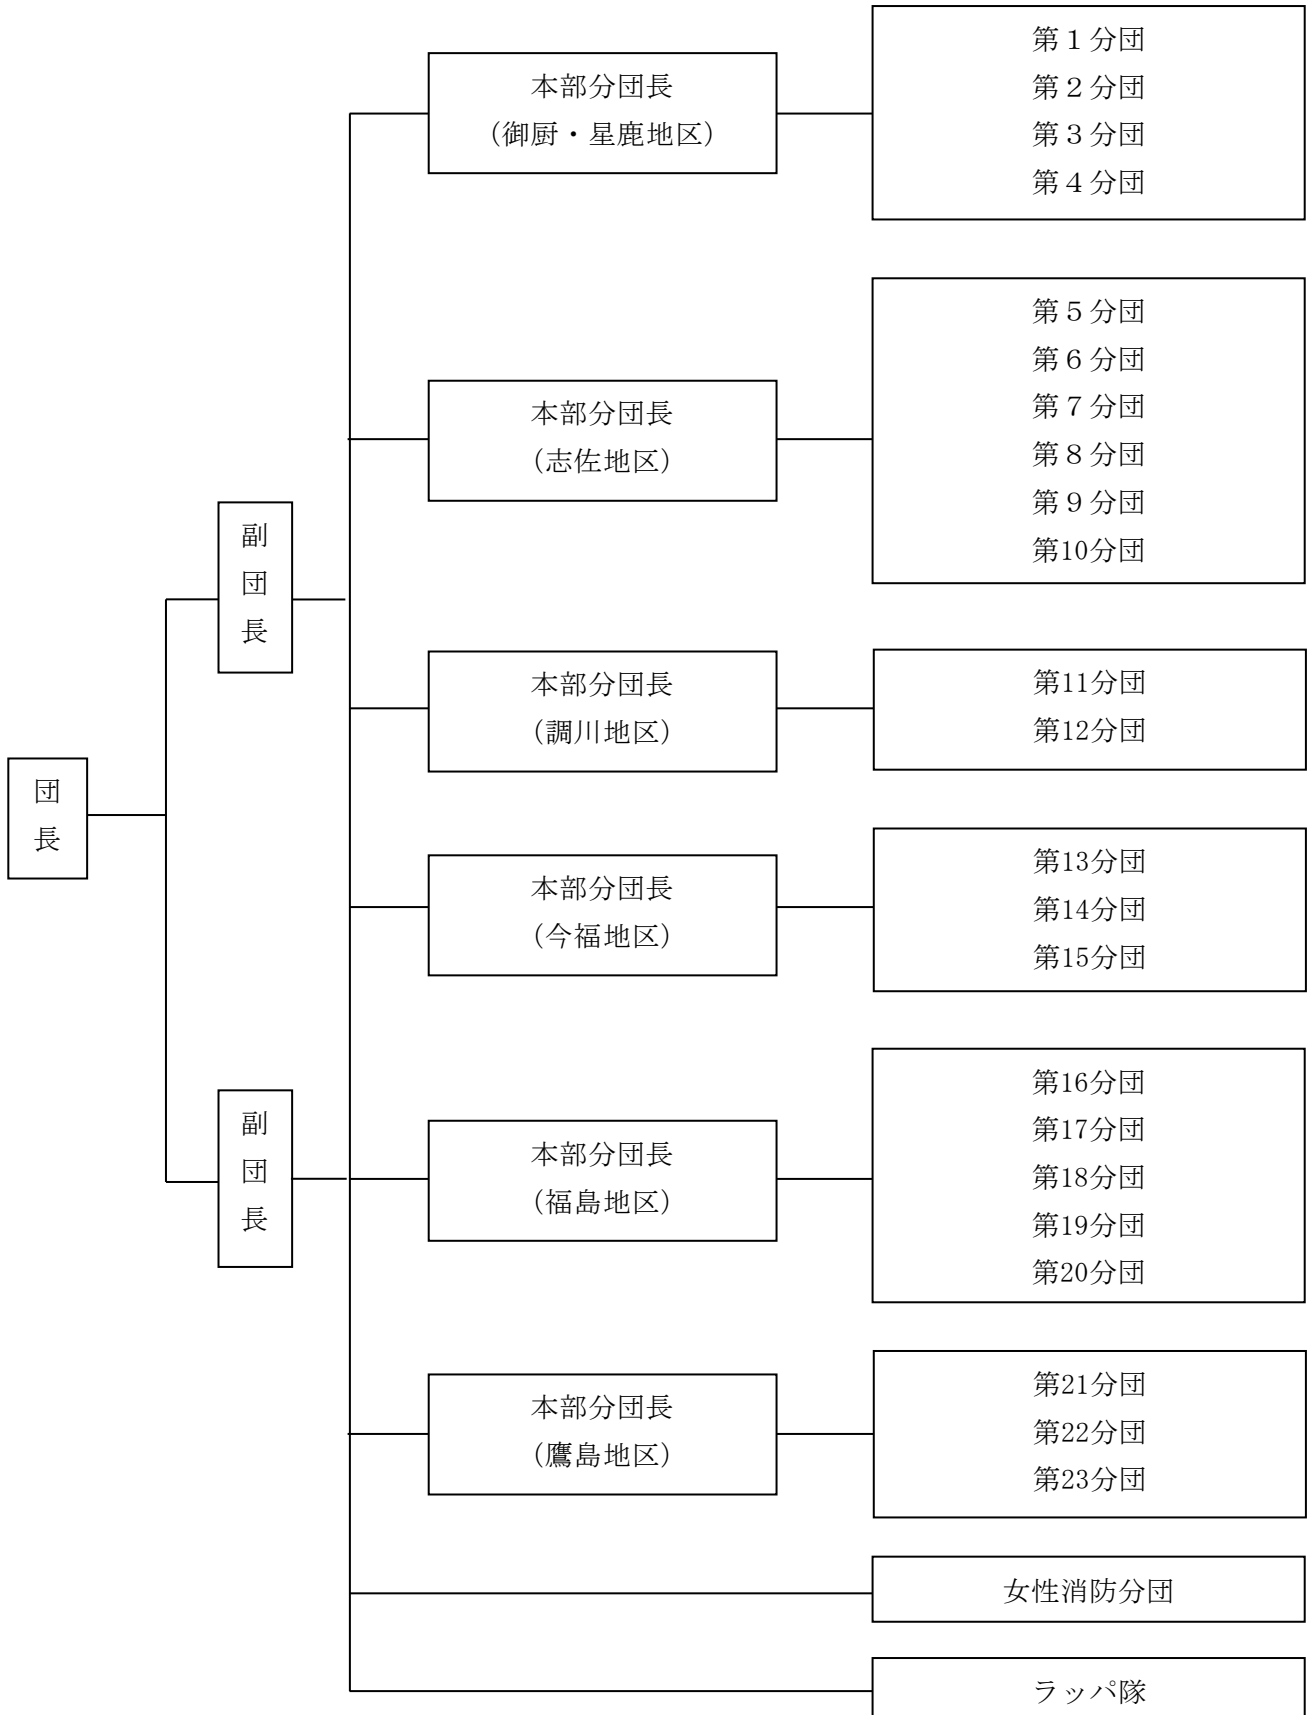 団
長
副
団
長
副
団
長
本部分団長
（御厨・星鹿地区）
第１分団
第２分団
第３分団
第４分団
本部分団長
（志佐地区）
第５分団
第６分団
第７分団
第８分団
第９分団
第10分団
本部分団長
（調川地区）
第11分団
第12分団
本部分団長
（今福地区）
第13分団
第14分団
第15分団
本部分団長
（福島地区）
第16分団
第17分団
第18分団
第19分団
第20分団
本部分団長
（鷹島地区）
第21分団
第22分団
第23分団
女性消防分団
ラッパ隊